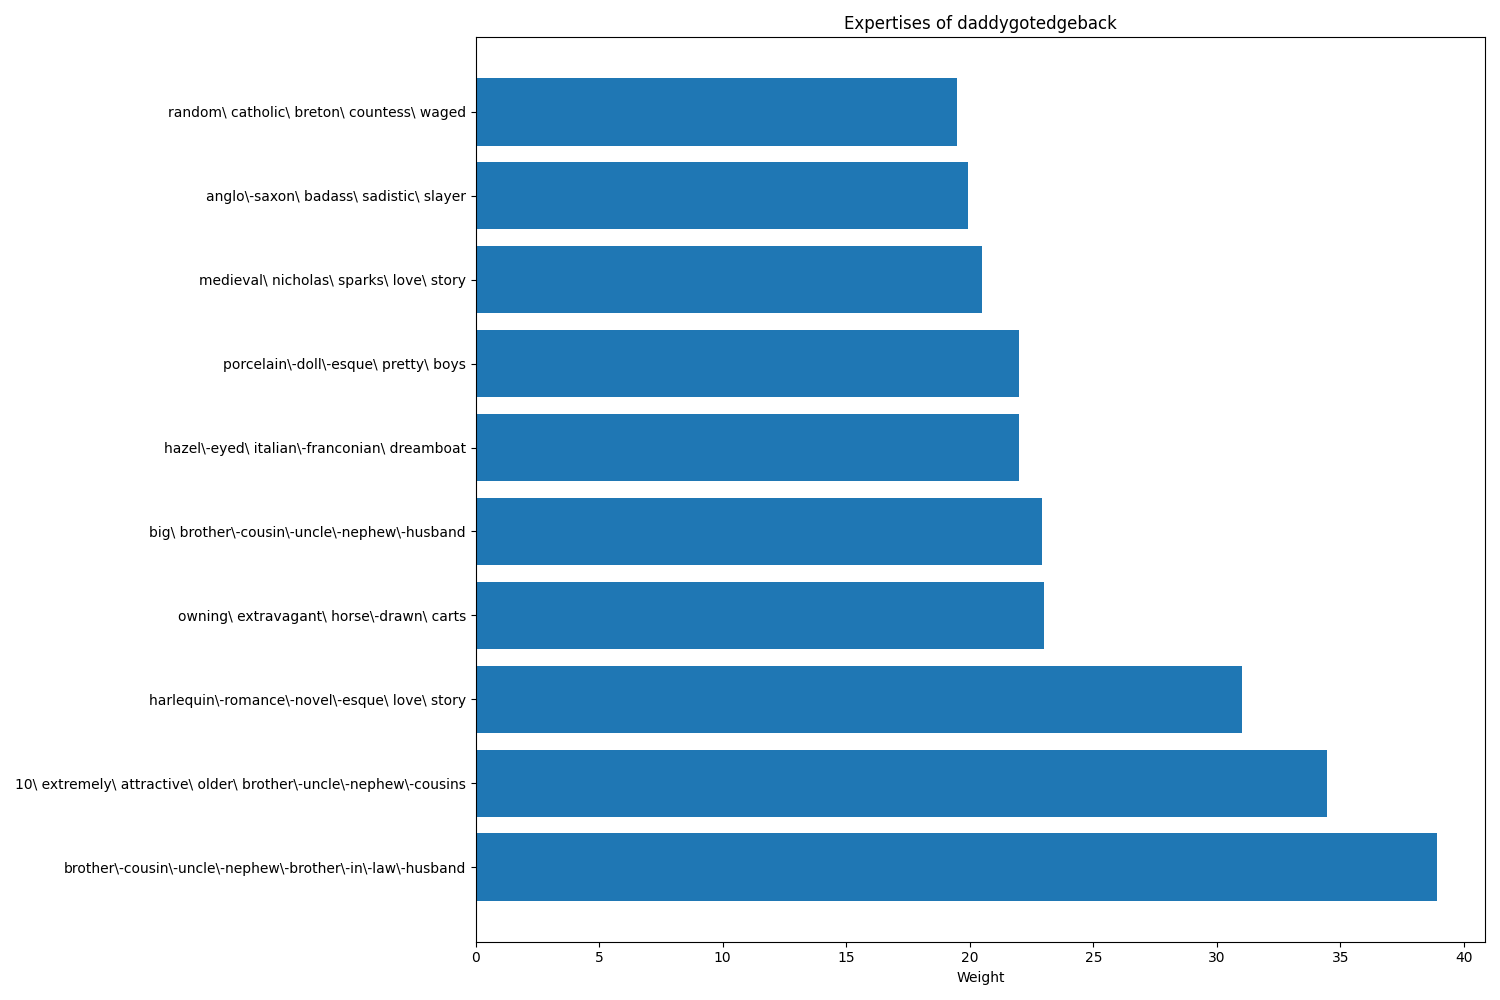 Expertises of daddygotedgeback
random\ catholic\ breton\ countess\ waged
anglo\-saxon\ badass\ sadistic\ slayer
medieval\ nicholas\ sparks\ love\ story
porcelain\-doll\-esque\ pretty\ boys
hazel\-eyed\ italian\-franconian\ dreamboat
big\ brother\-cousin\-uncle\-nephew\-husband
owning\ extravagant\ horse\-drawn\ carts
harlequin\-romance\-novel\-esque\ love\ story
10\ extremely\ attractive\ older\ brother\-uncle\-nephew\-cousins
brother\-cousin\-uncle\-nephew\-brother\-in\-law\-husband
0 5 10 15 20 25 30 35 40
Weight